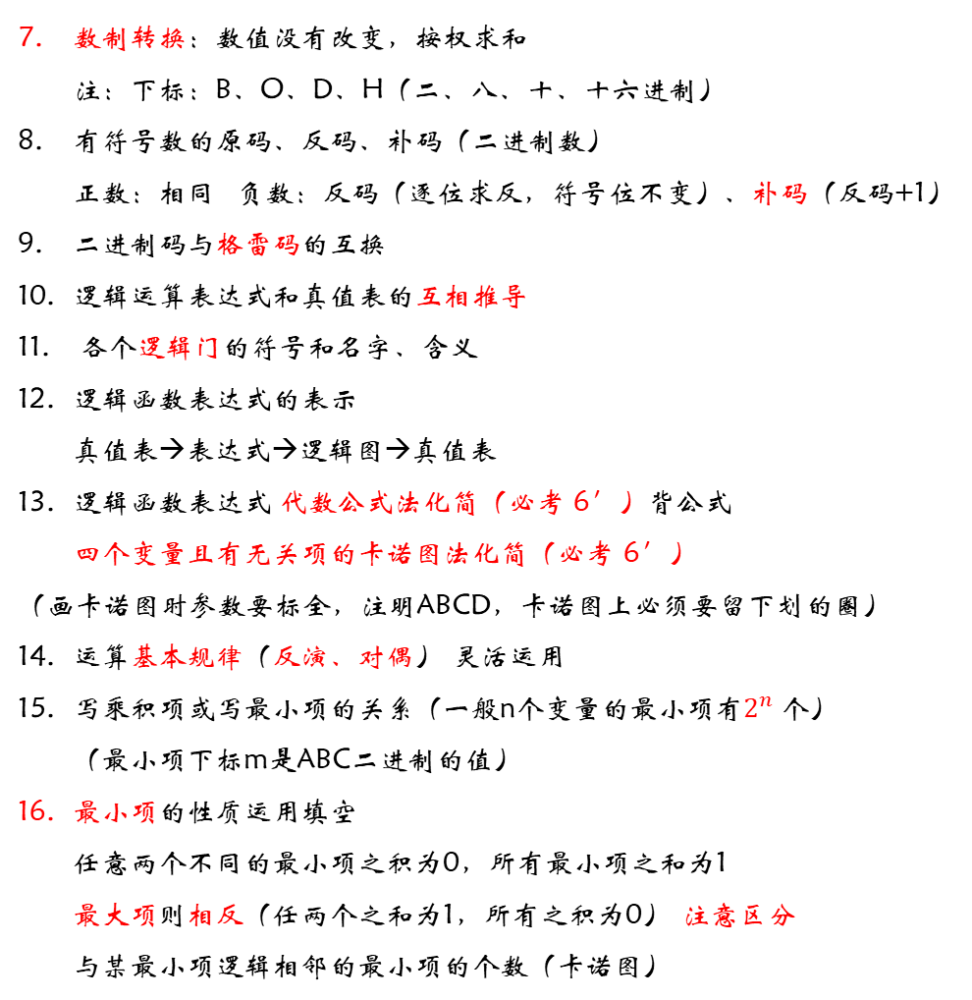 7. 数制转换：数值没有改变，按权求和
注：下标：B、O、D、H（二、八、十、十六进制）
8. 有符号数的原码、反码、补码（二进制数）
正数：相同 负数：反码（逐位求反，符号位不变）、补码（反码+1）
9. 二进制码与格雷码的互换
10. 逻辑运算表达式和真值表的互相推导
11. 各个逻辑门的符号和名字、含义
12. 逻辑函数表达式的表示
真值表→表达式→逻辑图→真值表
13. 逻辑函数表达式 代数公式法化简（必考 6′）背公式
四个变量且有无关项的卡诺图法化简（必考 6′）
（画卡诺图时参数要标全，注明ABCD，卡诺图上必须要留下划的圈）
14. 运算基本规律（反演、对偶） 灵活运用
15. 写乘积项或写最小项的关系（一般n个变量的最小项有2ⁿ 个）
（最小项下标m是ABC二进制的值）
16. 最小项的性质运用填空
任意两个不同的最小项之积为0，所有最小项之和为1
最大项则相反（任两个之和为1，所有之积为0） 注意区分
与某最小项逻辑相邻的最小项的个数（卡诺图）